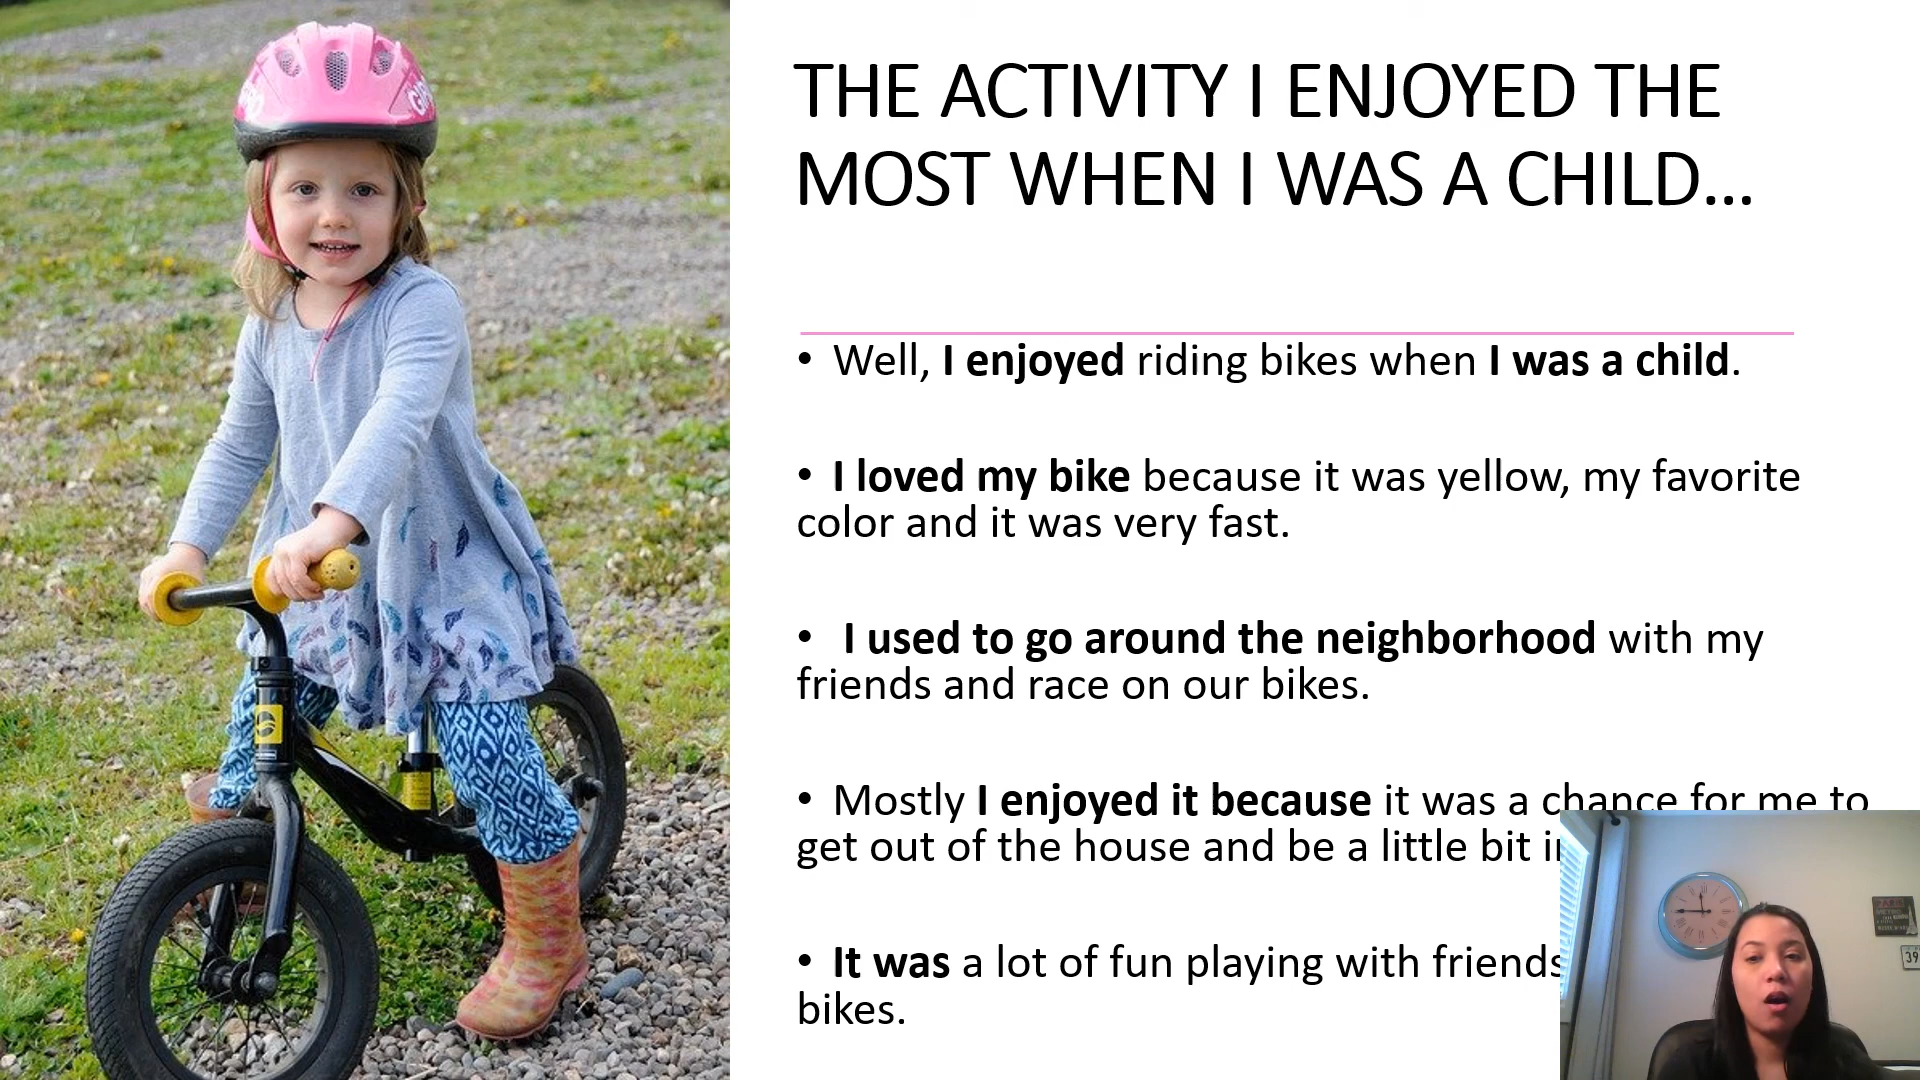 THE ACTIVITY I ENJOYED THE
MOST WHEN I WAS A CHILD...
• Well, I enjoyed riding bikes when I was a child.
• I loved my bike because it was yellow, my favorite
color and it was very fast.
• I used to go around the neighborhood with my
friends and race on our bikes.
• Mostly I enjoyed it because it was a chance for me to
get out of the house and be a little bit
• It was a lot of fun playing with friends
bikes.
PARIS
39